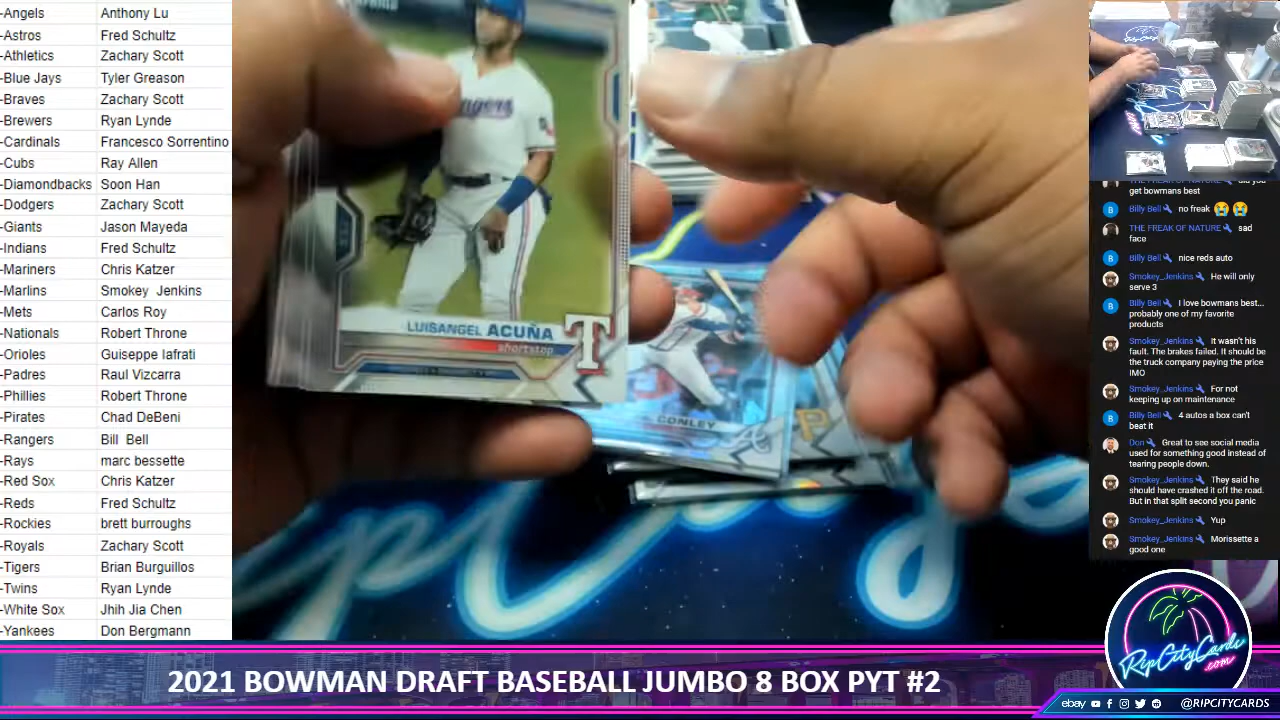 -Angels Anthony Lu
-Astros Fred Schultz
-Athletics Zachary Scott
-Blue Jays Tyler Greason
-Braves Zachary Scott
-Brewers Ryan Lynde
-Cardinals Francesco Sorrentino
-Cubs Ray Allen
-Diamondbacks Soon Han
-Dodgers Zachary Scott
-Giants Jason Mayeda
-Indians Fred Schultz
-Mariners Chris Katzer
-Marlins Smokey Jenkins
-Mets Carlos Roy
-Nationals Robert Throne
-Orioles Guiseppe Iafrati
-Padres Raul Vizcarra
-Phillies Robert Throne
-Pirates Chad DeBeni
-Rangers Bill Bell
-Rays marc bessette
-Red Sox Chris Katzer
-Reds Fred Schultz
-Rockies brett burroughs
-Royals Zachary Scott
-Tigers Brian Burguillos
-Twins Ryan Lynde
-White Sox Jhih Jia Chen
-Yankees Don Bergmann
LUISANGEL ACUÑA
shortstop
T
CONLEY
P
THE FREAK OF NATURE did you
get bowmans best
B Billy Bell no freak 😭 😭
THE FREAK OF NATURE sad
face
B Billy Bell nice reds auto
Smokey_Jenkins He will only
serve 3
B Billy Bell I love bowmans best...
probably one of my favorite
products
Smokey_Jenkins It wasn't his
fault. The brakes failed. It should be
the truck company paying the price
IMO
Smokey_Jenkins For not
keeping up on maintenance
B Billy Bell 4 autos a box can't
beat it
Don Great to see social media
used for something good instead of
tearing people down.
Smokey_Jenkins They said he
should have crashed it off the road.
But in that split second you panic
Smokey_Jenkins Yup
Smokey_Jenkins Morissette a
good one
RipCityCards
.com
2021 BOWMAN DRAFT BASEBALL JUMBO 8 BOX PYT #2
ebay @RIPCITYCARDS